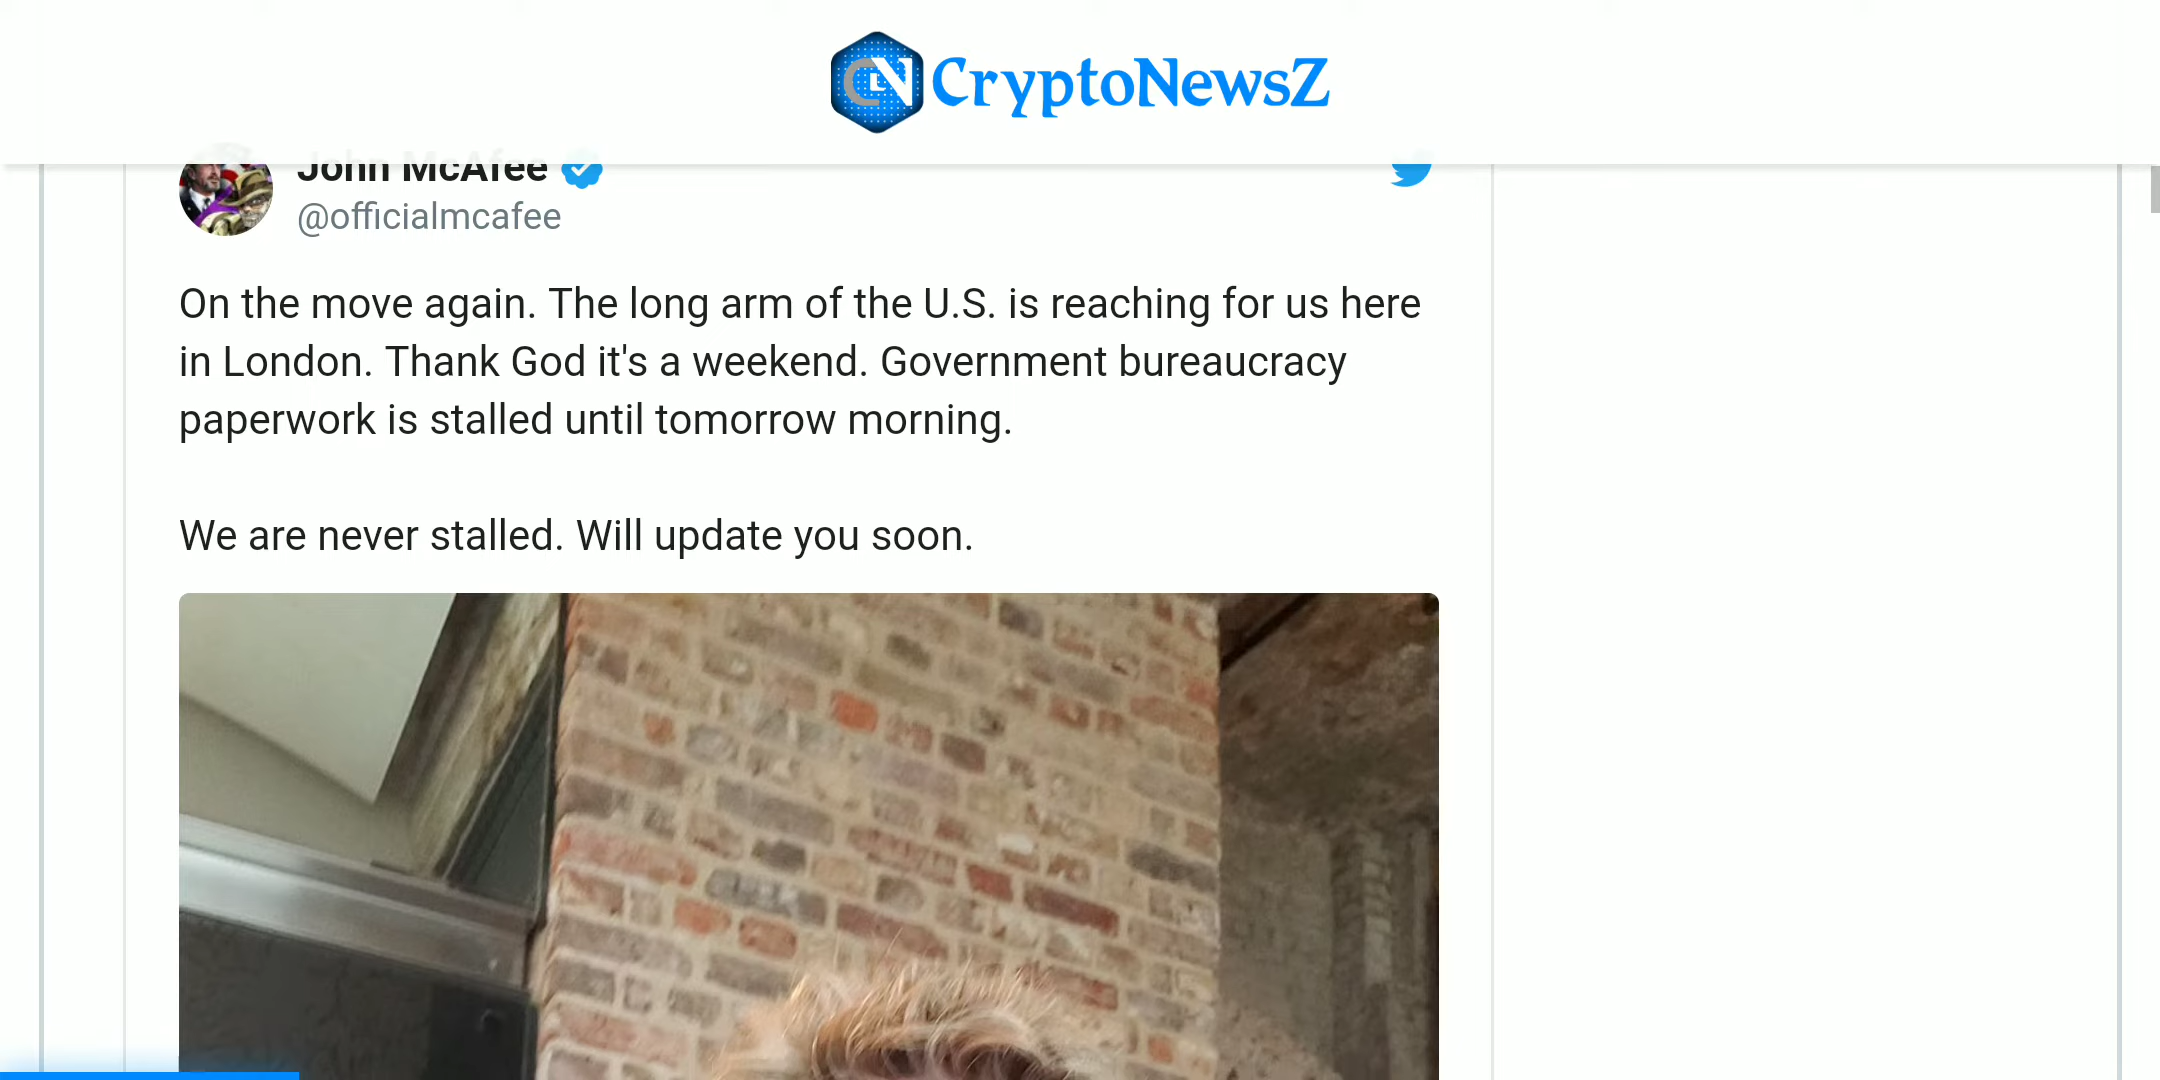 CryptoNewsZ
John McAfee
@officialmcafee
On the move again. The long arm of the U.S. is reaching for us here
in London. Thank God it's a weekend. Government bureaucracy
paperwork is stalled until tomorrow morning.
We are never stalled. Will update you soon.